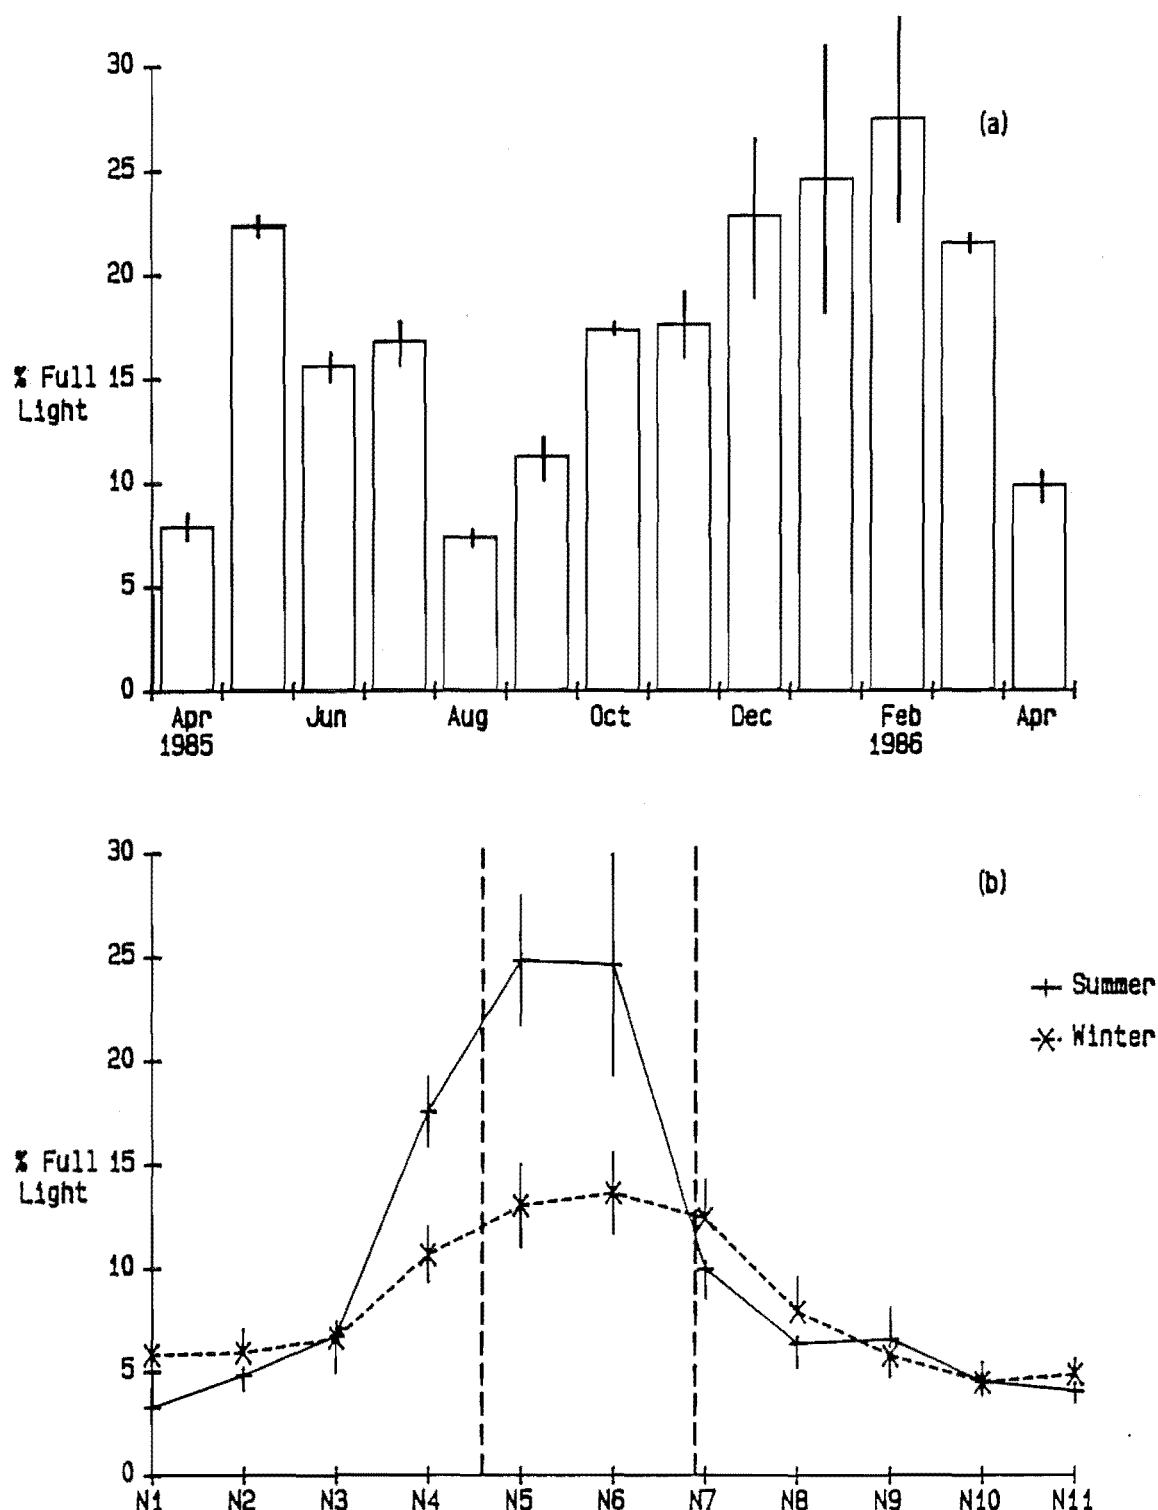 30
(a)
25
20
% Full 15
Light
10
5
0
Apr Jun Aug Oct Dec Feb Apr
1985 1986
30
(b)
25
Summer
Winter
20
% Full 15
Light
10
5
0
N1 N2 N3 N4 N5 N6 N7 N8 N9 N10 N11